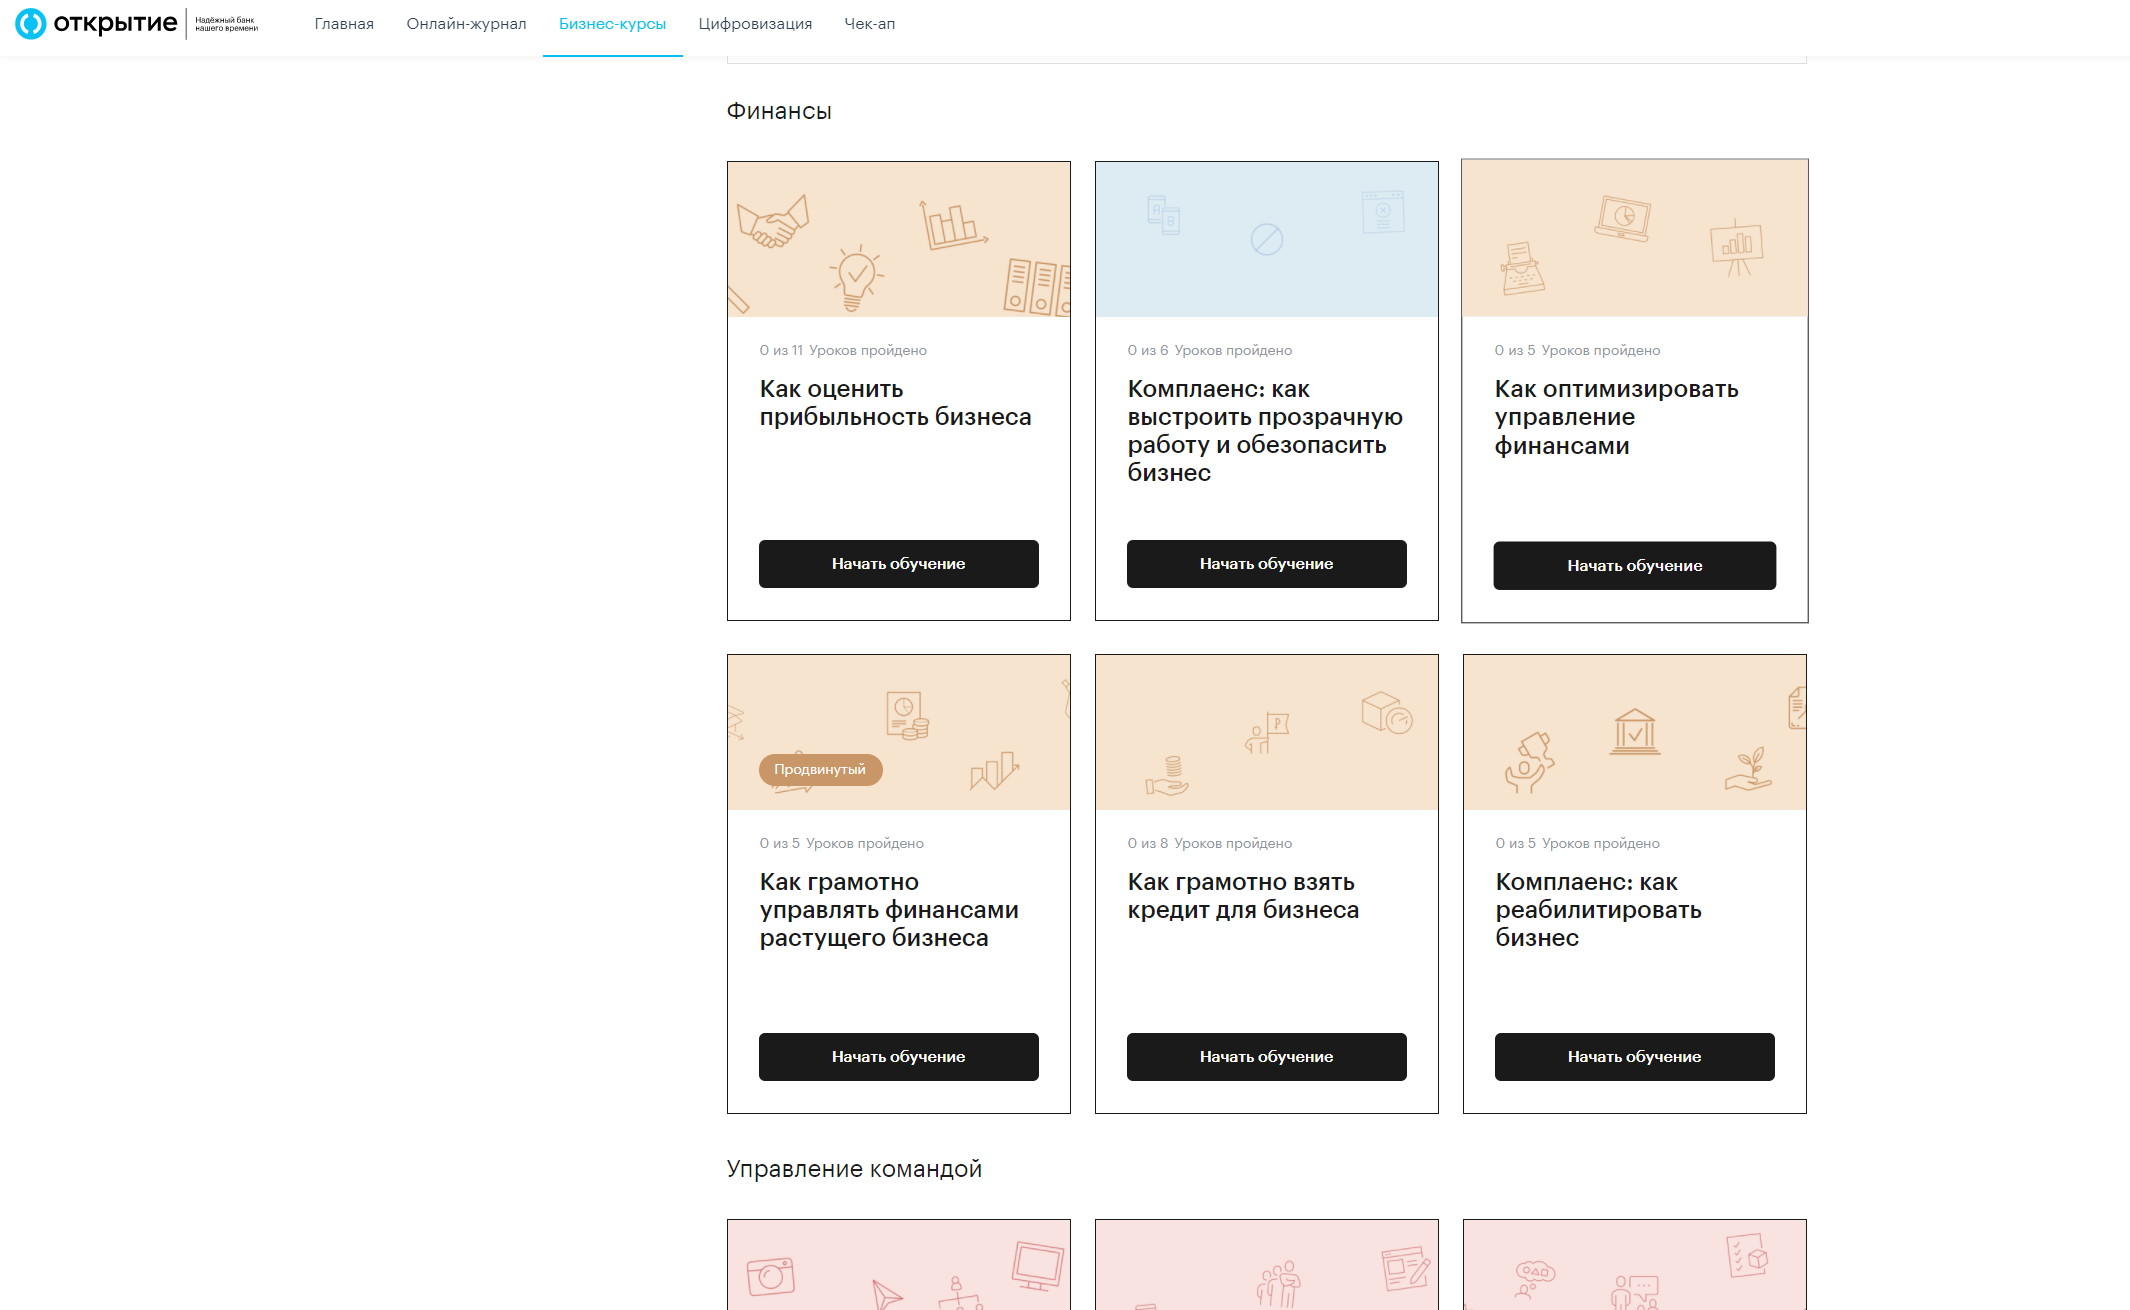 открытие
Надёжный банк
нашего времени
Главная
Онлайн-журнал
Бизнес-курсы
Цифровизация
Чек-ап
Финансы
0 из 11 Уроков пройдено
Как оценить
прибыльность бизнеса
Начать обучение
0 из 6 Уроков пройдено
Комплаенс: как
выстроить прозрачную
работу и обезопасить
бизнес
Начать обучение
0 из 5 Уроков пройдено
Как оптимизировать
управление
финансами
Начать обучение
Продвинутый
0 из 5 Уроков пройдено
Как грамотно
управлять финансами
растущего бизнеса
Начать обучение
0 из 8 Уроков пройдено
Как грамотно взять
кредит для бизнеса
Начать обучение
0 из 5 Уроков пройдено
Комплаенс: как
реабилитировать
бизнес
Начать обучение
Управление командой